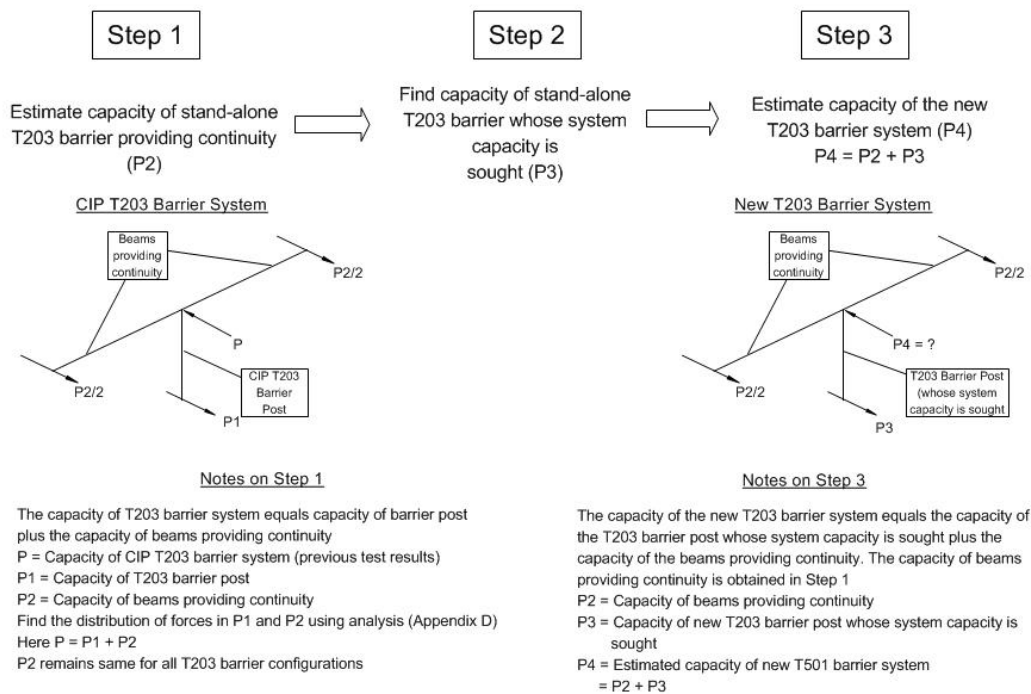 Step 1
Step 2
Step 3
Estimate capacity of stand-alone
T203 barrier providing continuity
(P2)
Find capacity of stand-alone
T203 barrier whose system
capacity is
sought (P3)
Estimate capacity of the new
T203 barrier system (P4)
P4 = P2 + P3
CIP T203 Barrier System
Beams
providing
continuity
P2/2
P
P2/2
CIP T203
Barrier
Post
P1
New T203 Barrier System
Beams
providing
continuity
P2/2
P4 = ?
P2/2
T203 Barrier Post
(whose system
capacity is sought
P3
Notes on Step 1
The capacity of T203 barrier system equals capacity of barrier post
plus the capacity of beams providing continuity
P = Capacity of CIP T203 barrier system (previous test results)
P1 = Capacity of T203 barrier post
P2 = Capacity of beams providing continuity
Find the distribution of forces in P1 and P2 using analysis (Appendix D)
Here P = P1 + P2
P2 remains same for all T203 barrier configurations
Notes on Step 3
The capacity of the new T203 barrier system equals the capacity of
the T203 barrier post whose system capacity is sought plus the
capacity of the beams providing continuity. The capacity of beams
providing continuity is obtained in Step 1
P2 = Capacity of beams providing continuity
P3 = Capacity of new T203 barrier post whose system capacity is
sought
P4 = Estimated capacity of new T501 barrier system
= P2 + P3